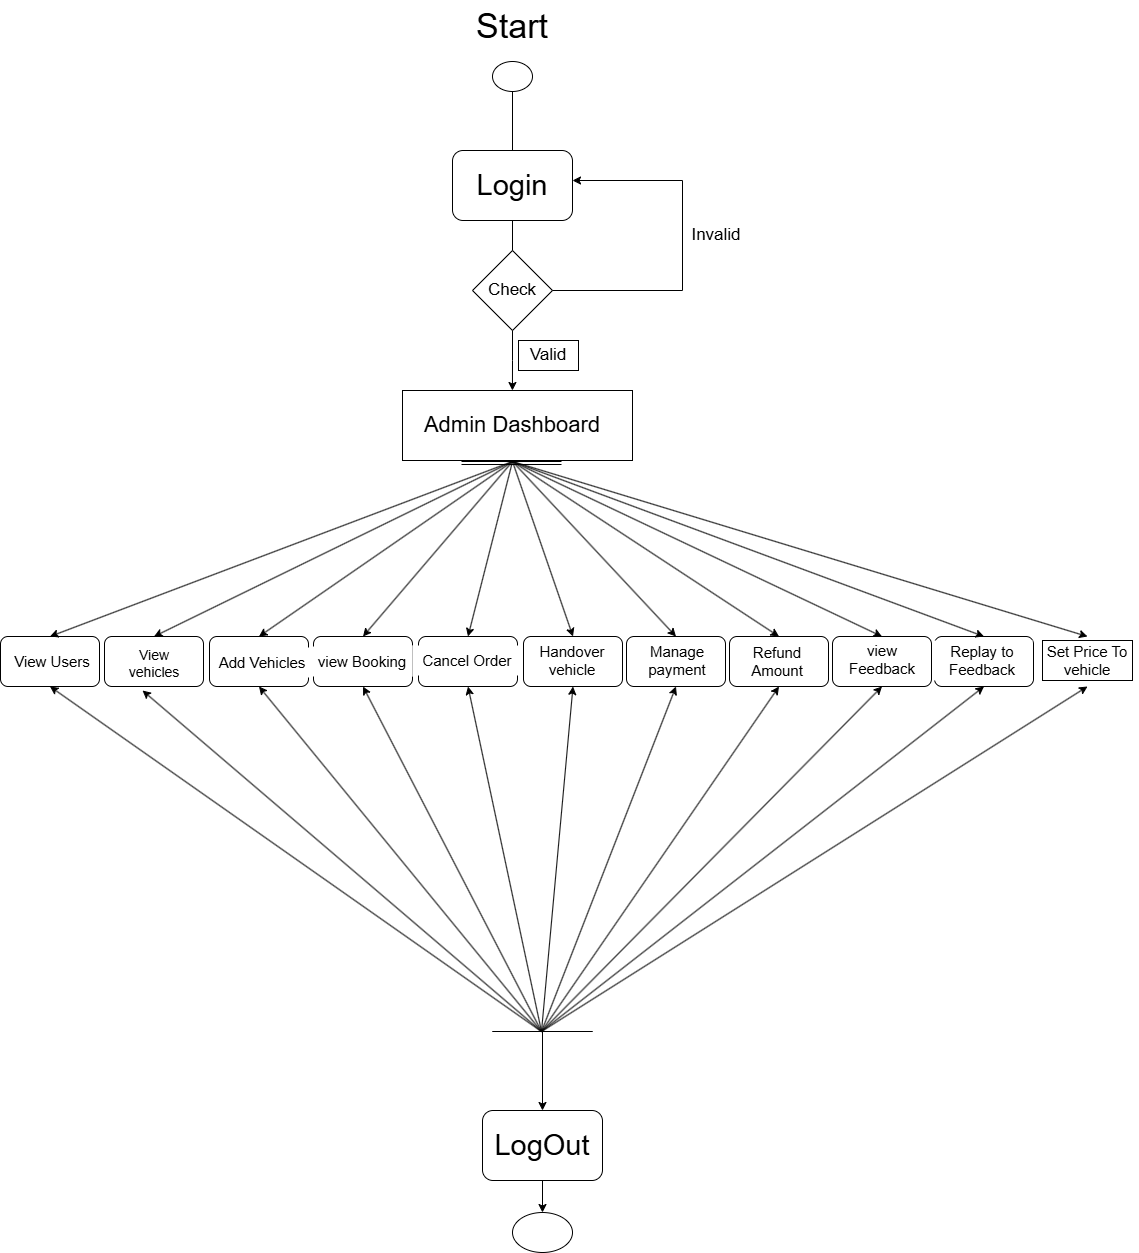 Start
Login
Invalid
Check
Valid
Admin Dashboard
View Users
View
vehicles
Add Vehicles
view Booking
Cancel Order
Handover
vehicle
Manage
payment
Refund
Amount
view
Feedback
Replay to
Feedback
Set Price To
vehicle
LogOut